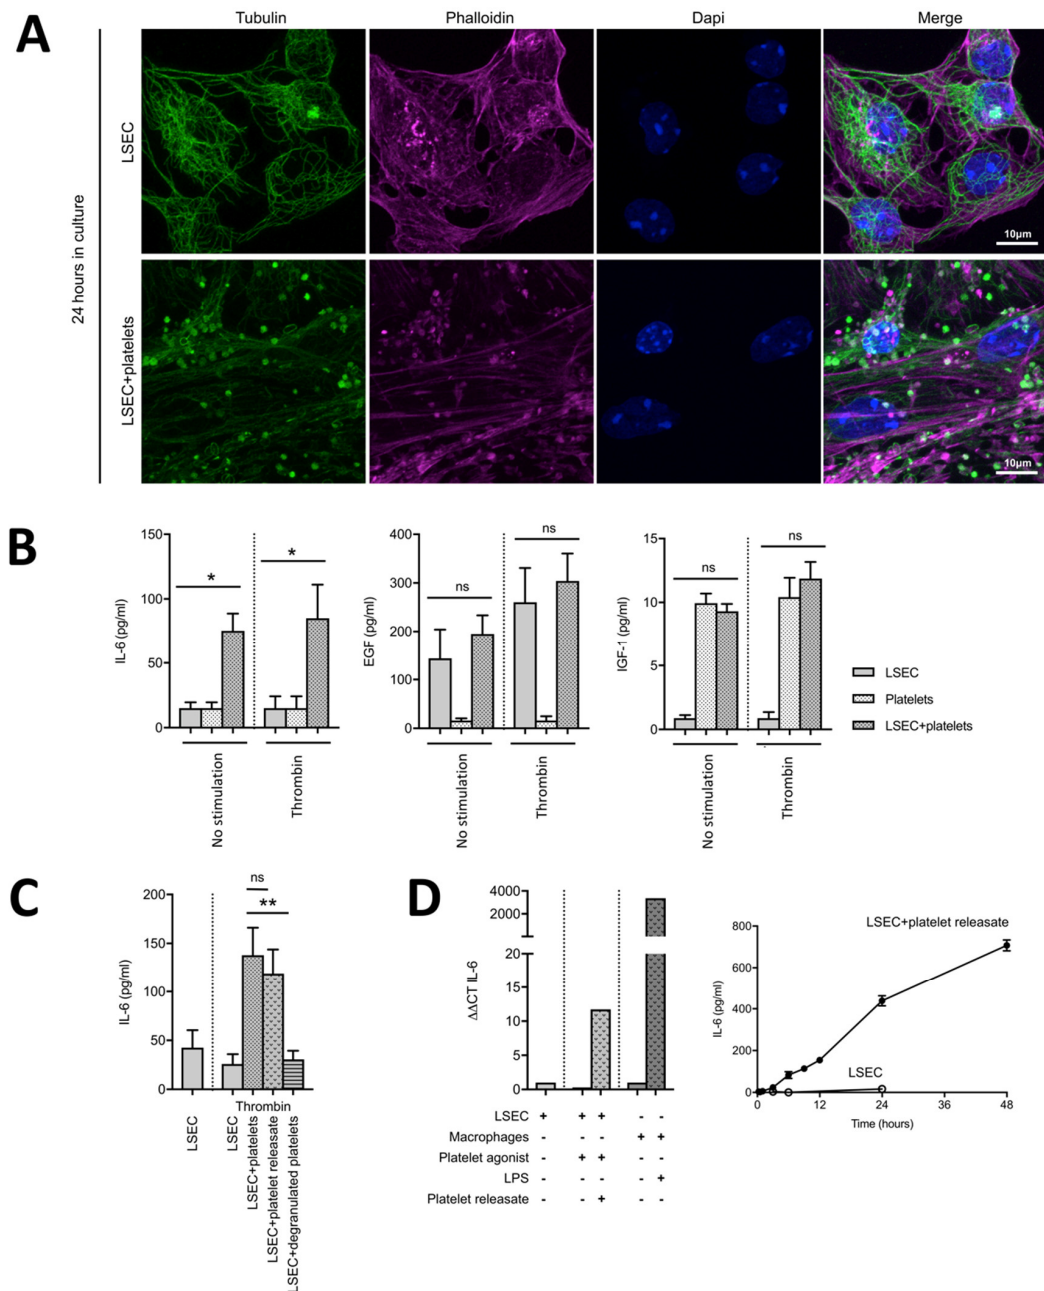 A
Tubulin
Phalloidin
Dapi
Merge
24 hours in culture
LSEC
10µm
LSEC+platelets
10µm
B
IL-6 (pg/ml)
150
100
50
0
*
*
No stimulation
Thrombin
EGF (pg/ml)
400
300
200
100
0
ns
ns
No stimulation
Thrombin
IGF-1 (pg/ml)
15
10
5
0
ns
ns
No stimulation
Thrombin
LSEC
Platelets
LSEC+platelets
C
IL-6 (pg/ml)
200
150
100
50
0
ns
**
Thrombin
LSEC
LSEC
LSEC+platelets
LSEC+platelet releasate
LSEC+degranulated platelets
D
ΔΔCT IL-6
4000
2000
20
15
10
5
0
LSEC + + + - -
Macrophages - - - + +
Platelet agonist - + + - -
LPS - - - - +
Platelet releasate - - + - -
IL-6 (pg/ml)
800
600
400
200
0
LSEC+platelet releasate
LSEC
0 12 24 36 48
Time (hours)